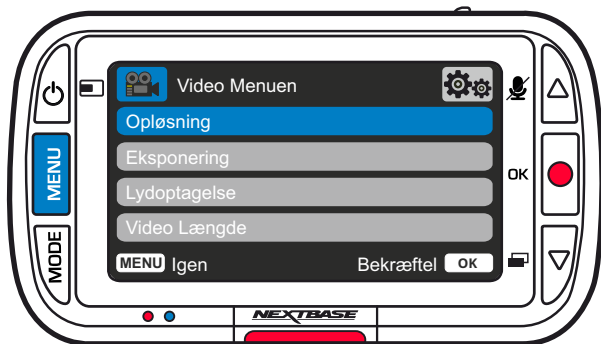 Video Menuen
Opløsning
MENU
Eksponering
OK
Lydoptagelse
MODE
Video Længde
MENU Igen
Bekræftel OK
NEXTBASE